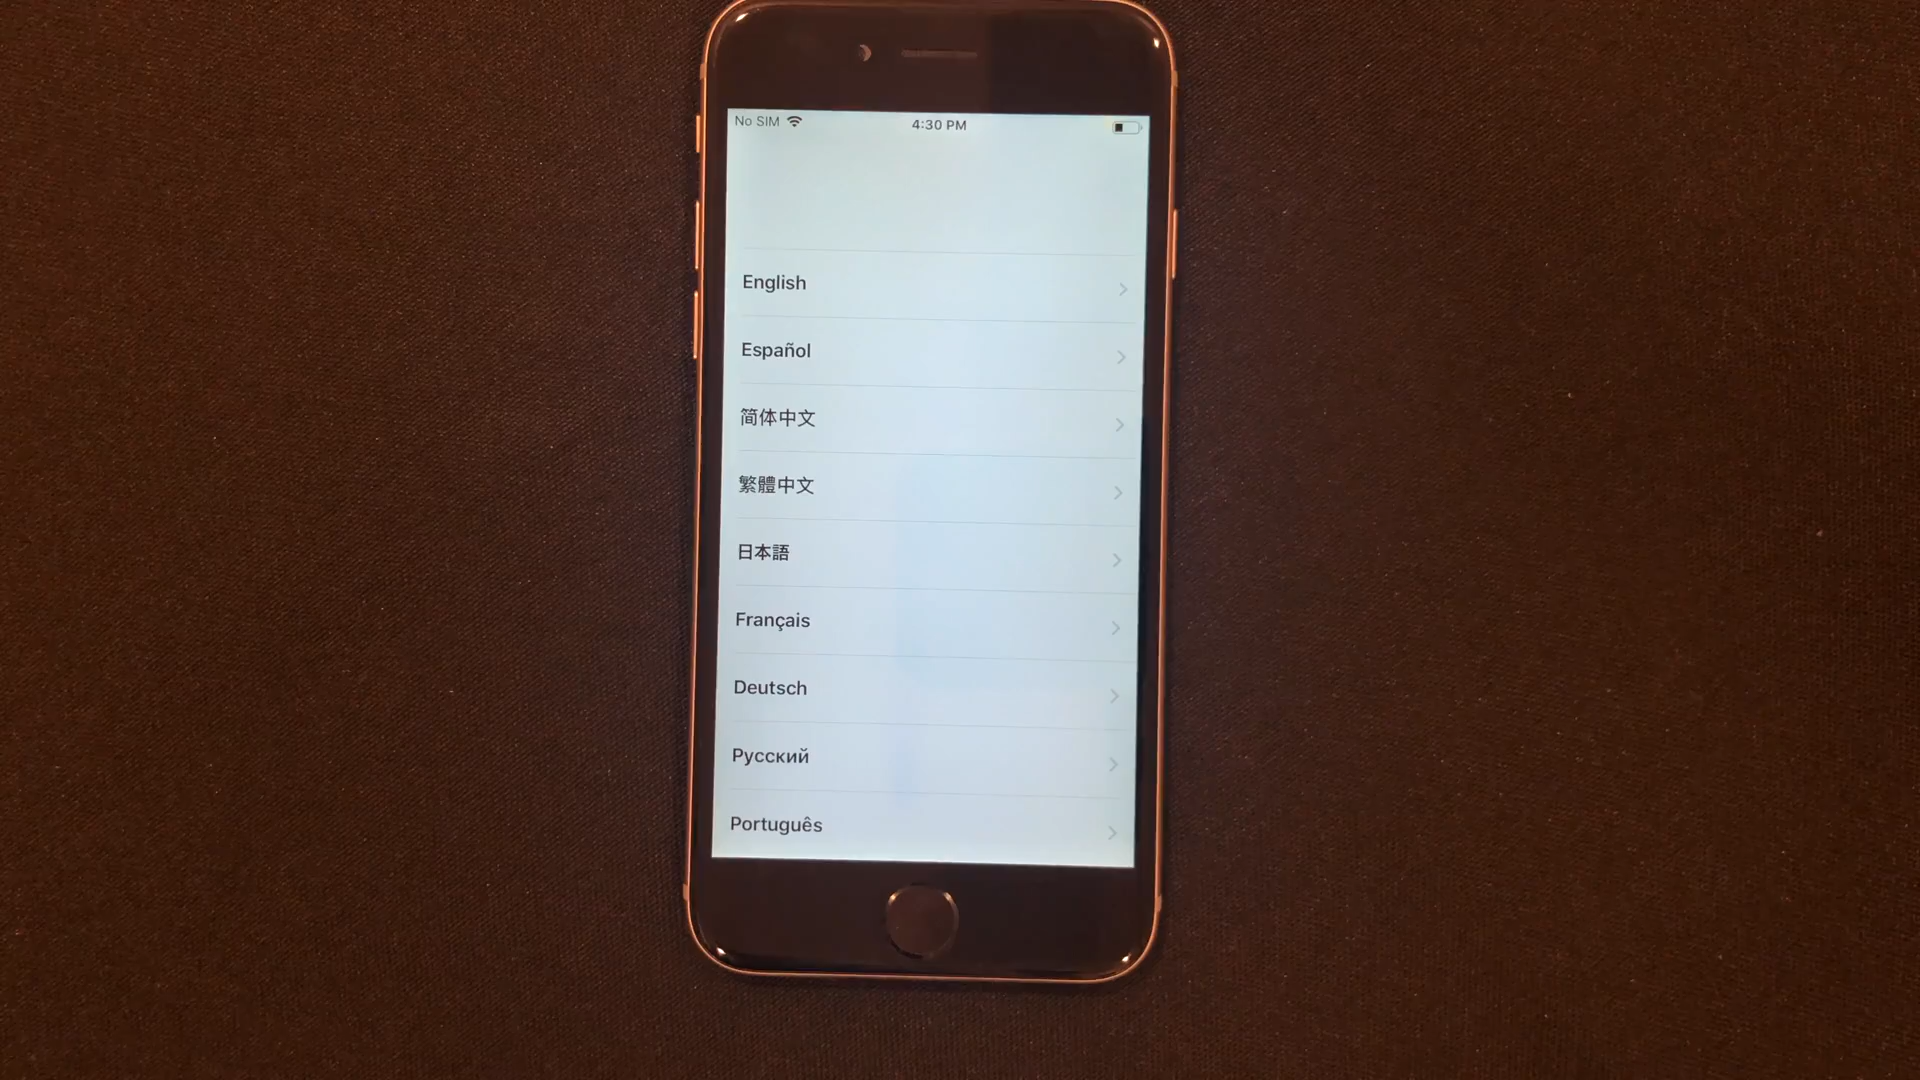 No SIM 4:30 PM
English
Español
简体中文
繁體中文
日本語
Français
Deutsch
Русский
Português